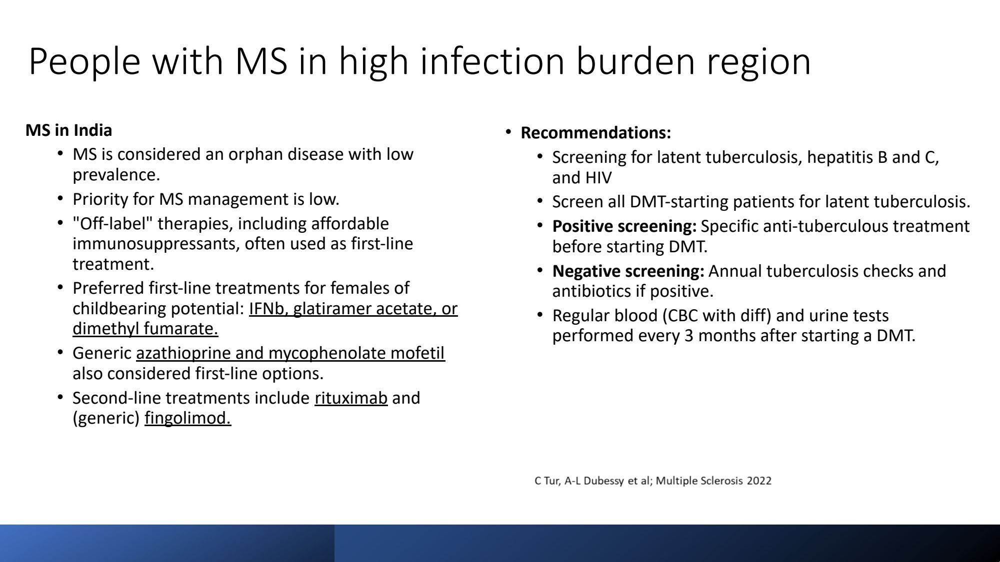 People with MS in high infection burden region
MS in India
• MS is considered an orphan disease with low
prevalence.
• Priority for MS management is low.
• "Off-label" therapies, including affordable
immunosuppressants, often used as first-line
treatment.
• Preferred first-line treatments for females of
childbearing potential: IFNb, glatiramer acetate, or
dimethyl fumarate.
• Generic azathioprine and mycophenolate mofetil
also considered first-line options.
• Second-line treatments include rituximab and
(generic) fingolimod.
• Recommendations:
• Screening for latent tuberculosis, hepatitis B and C,
and HIV
• Screen all DMT-starting patients for latent tuberculosis.
• Positive screening: Specific anti-tuberculous treatment
before starting DMT.
• Negative screening: Annual tuberculosis checks and
antibiotics if positive.
• Regular blood (CBC with diff) and urine tests
performed every 3 months after starting a DMT.
C Tur, A-L Dubessy et al; Multiple Sclerosis 2022